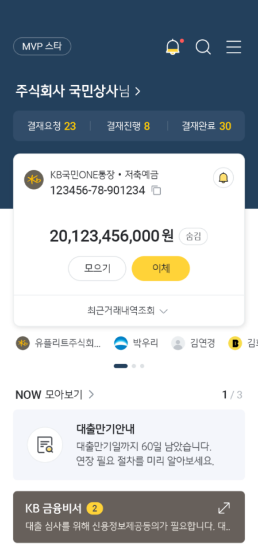 MVP 스타
주식회사 국민상사님 >
결재요청 23 결재진행 8 결재완료 30
KB국민ONE통장 • 저축예금
123456-78-901234
20,123,456,000원 숨김
모으기 이체
최근거래내역조회
유플리트주식회... 박우리 김연경
NOW 모아보기 > 1 / 3
대출만기안내
대출만기일까지 60일 남았습니다.
연장 필요 절차를 미리 알아보세요.
KB 금융비서 2
대출 심사를 위해 신용정보제공동의가 필요합니다. 대...